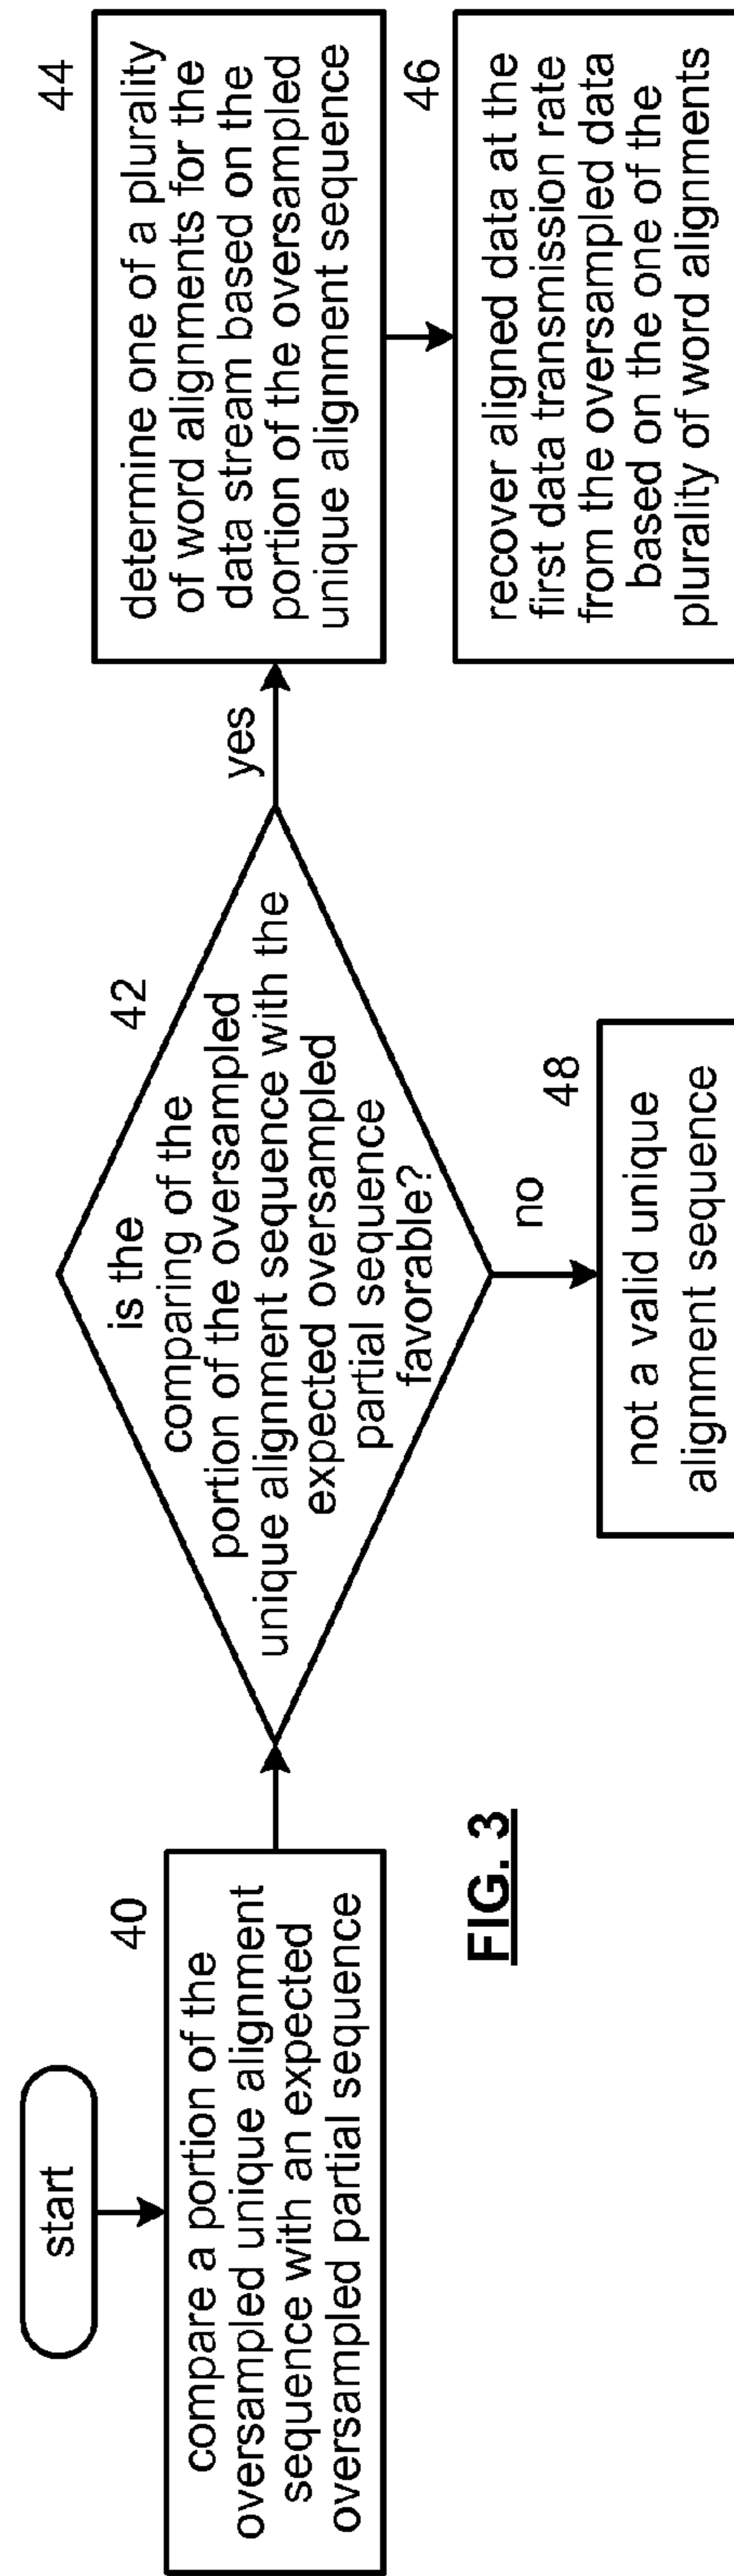 start
40
compare a portion of the
oversampled unique alignment
sequence with an expected
oversampled partial sequence
42
is the
comparing of the
portion of the oversampled
unique alignment sequence with the
expected oversampled
partial sequence
favorable?
yes
44
determine one of a plurality
of word alignments for the
data stream based on the
portion of the oversampled
unique alignment sequence
46
recover aligned data at the
first data transmission rate
from the oversampled data
based on the one of the
plurality of word alignments
no
48
not a valid unique
alignment sequence
FIG. 3